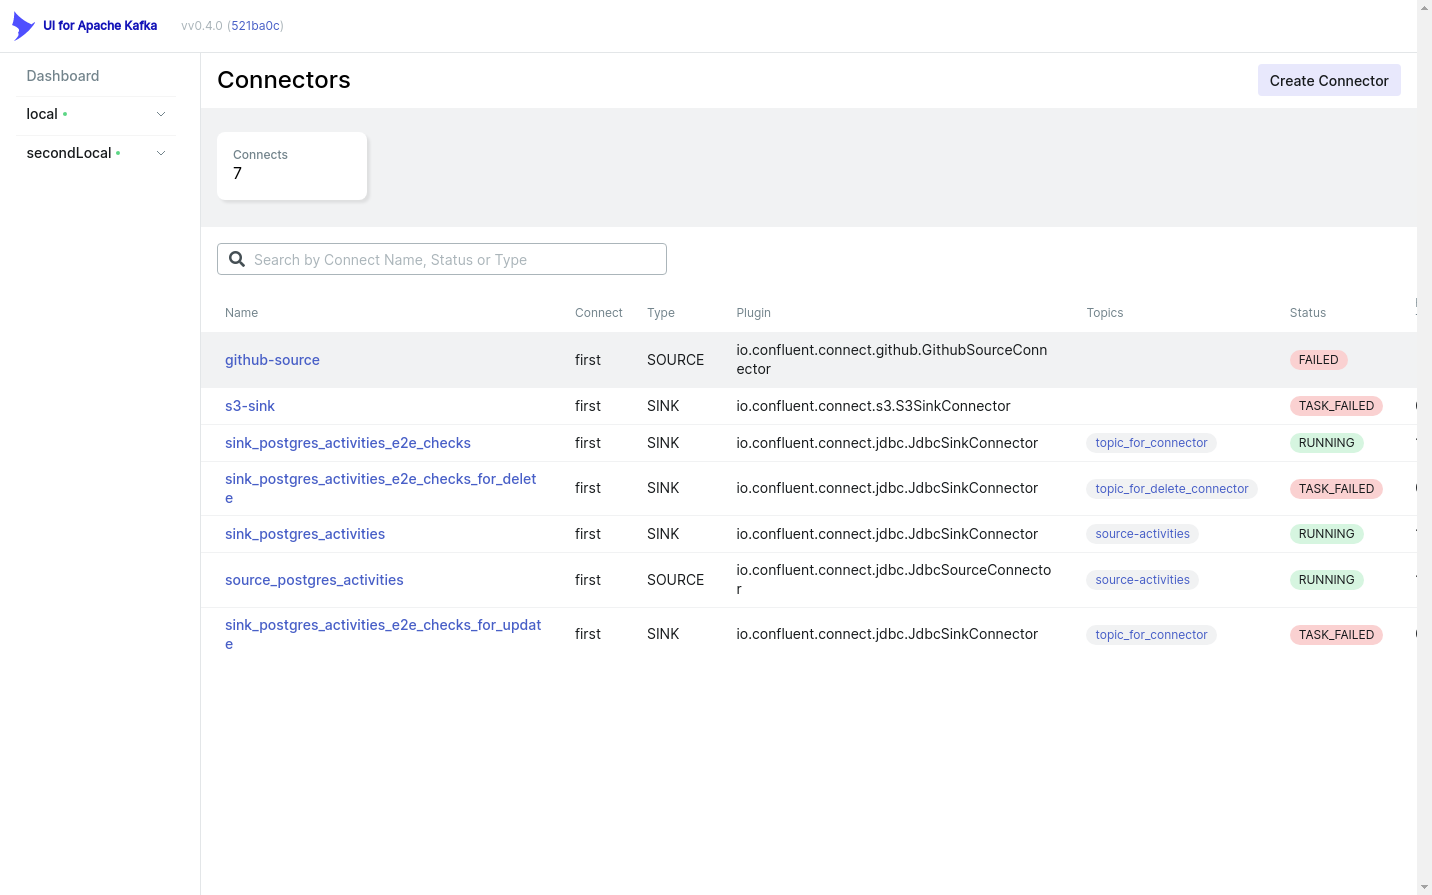 UI for Apache Kafka vv0.4.0 (521ba0c)
Dashboard
local
secondLocal
Connectors
Create Connector
Connects
7
Search by Connect Name, Status or Type
Name Connect Type Plugin Topics Status
github-source first SOURCE io.confluent.connect.github.GithubSourceConn
ector FAILED
s3-sink first SINK io.confluent.connect.s3.S3SinkConnector TASK_FAILED
sink_postgres_activities_e2e_checks first SINK io.confluent.connect.jdbc.JdbcSinkConnector topic_for_connector RUNNING
sink_postgres_activities_e2e_checks_for_delet
e first SINK io.confluent.connect.jdbc.JdbcSinkConnector topic_for_delete_connector TASK_FAILED
sink_postgres_activities first SINK io.confluent.connect.jdbc.JdbcSinkConnector source-activities RUNNING
source_postgres_activities first SOURCE io.confluent.connect.jdbc.JdbcSourceConnecto
r source-activities RUNNING
sink_postgres_activities_e2e_checks_for_updat
e first SINK io.confluent.connect.jdbc.JdbcSinkConnector topic_for_connector TASK_FAILED